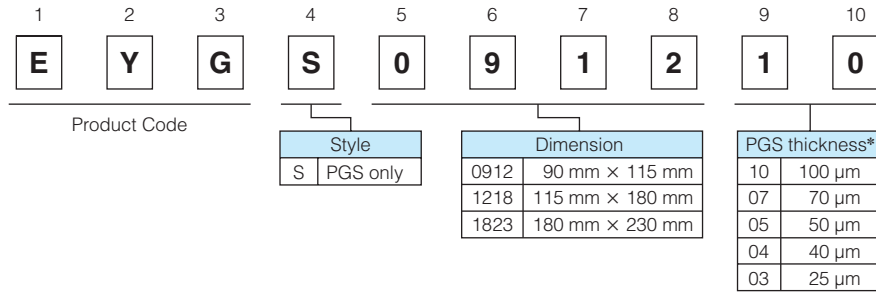 1 2 3 4 5 6 7 8 9 10
E Y G S 0 9 1 2 1 0
Product Code
Style
S PGS only
Dimension
0912 90 mm × 115 mm
1218 115 mm × 180 mm
1823 180 mm × 230 mm
PGS thickness*
10 100 µm
07 70 µm
05 50 µm
04 40 µm
03 25 µm